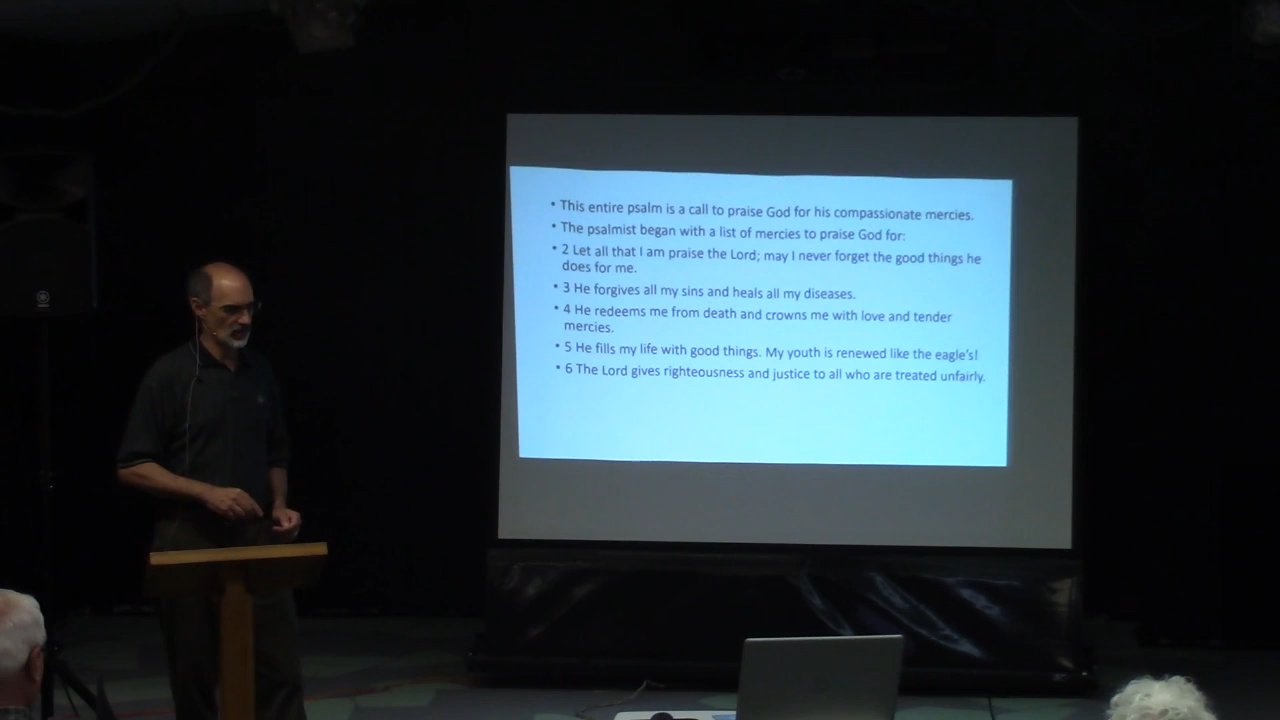 • This entire psalm is a call to praise God for his compassionate mercies.
• The psalmist began with a list of mercies to praise God for:
• 2 Let all that I am praise the Lord; may I never forget the good things he
does for me.
• 3 He forgives all my sins and heals all my diseases.
• 4 He redeems me from death and crowns me with love and tender
mercies.
• 5 He fills my life with good things. My youth is renewed like the eagle's!
• 6 The Lord gives righteousness and justice to all who are treated unfairly.